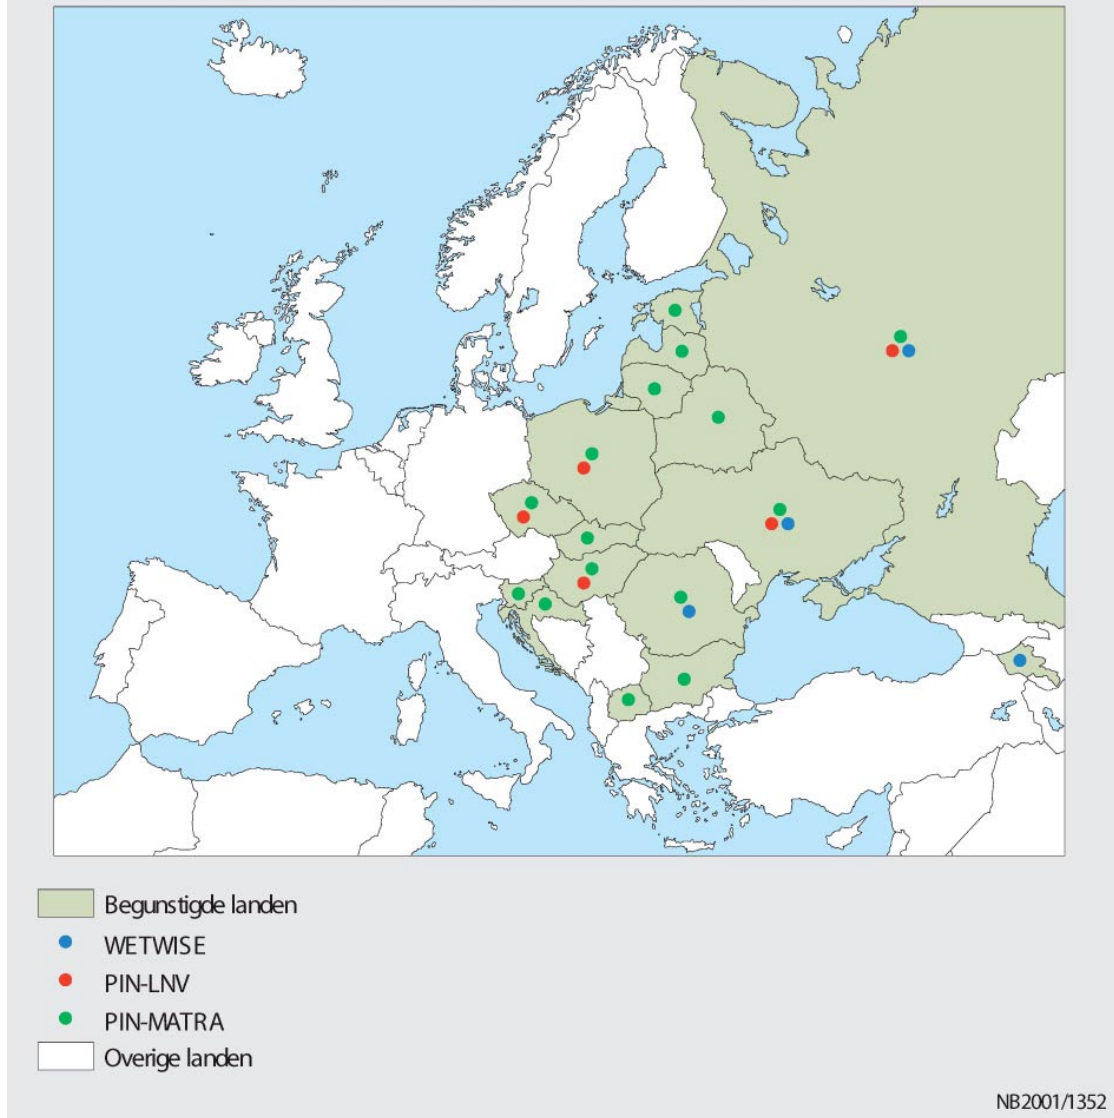 Begunstigde landen
WETWISE
PIN-LNV
PIN-MATRA
Overige landen
NB2001/1352